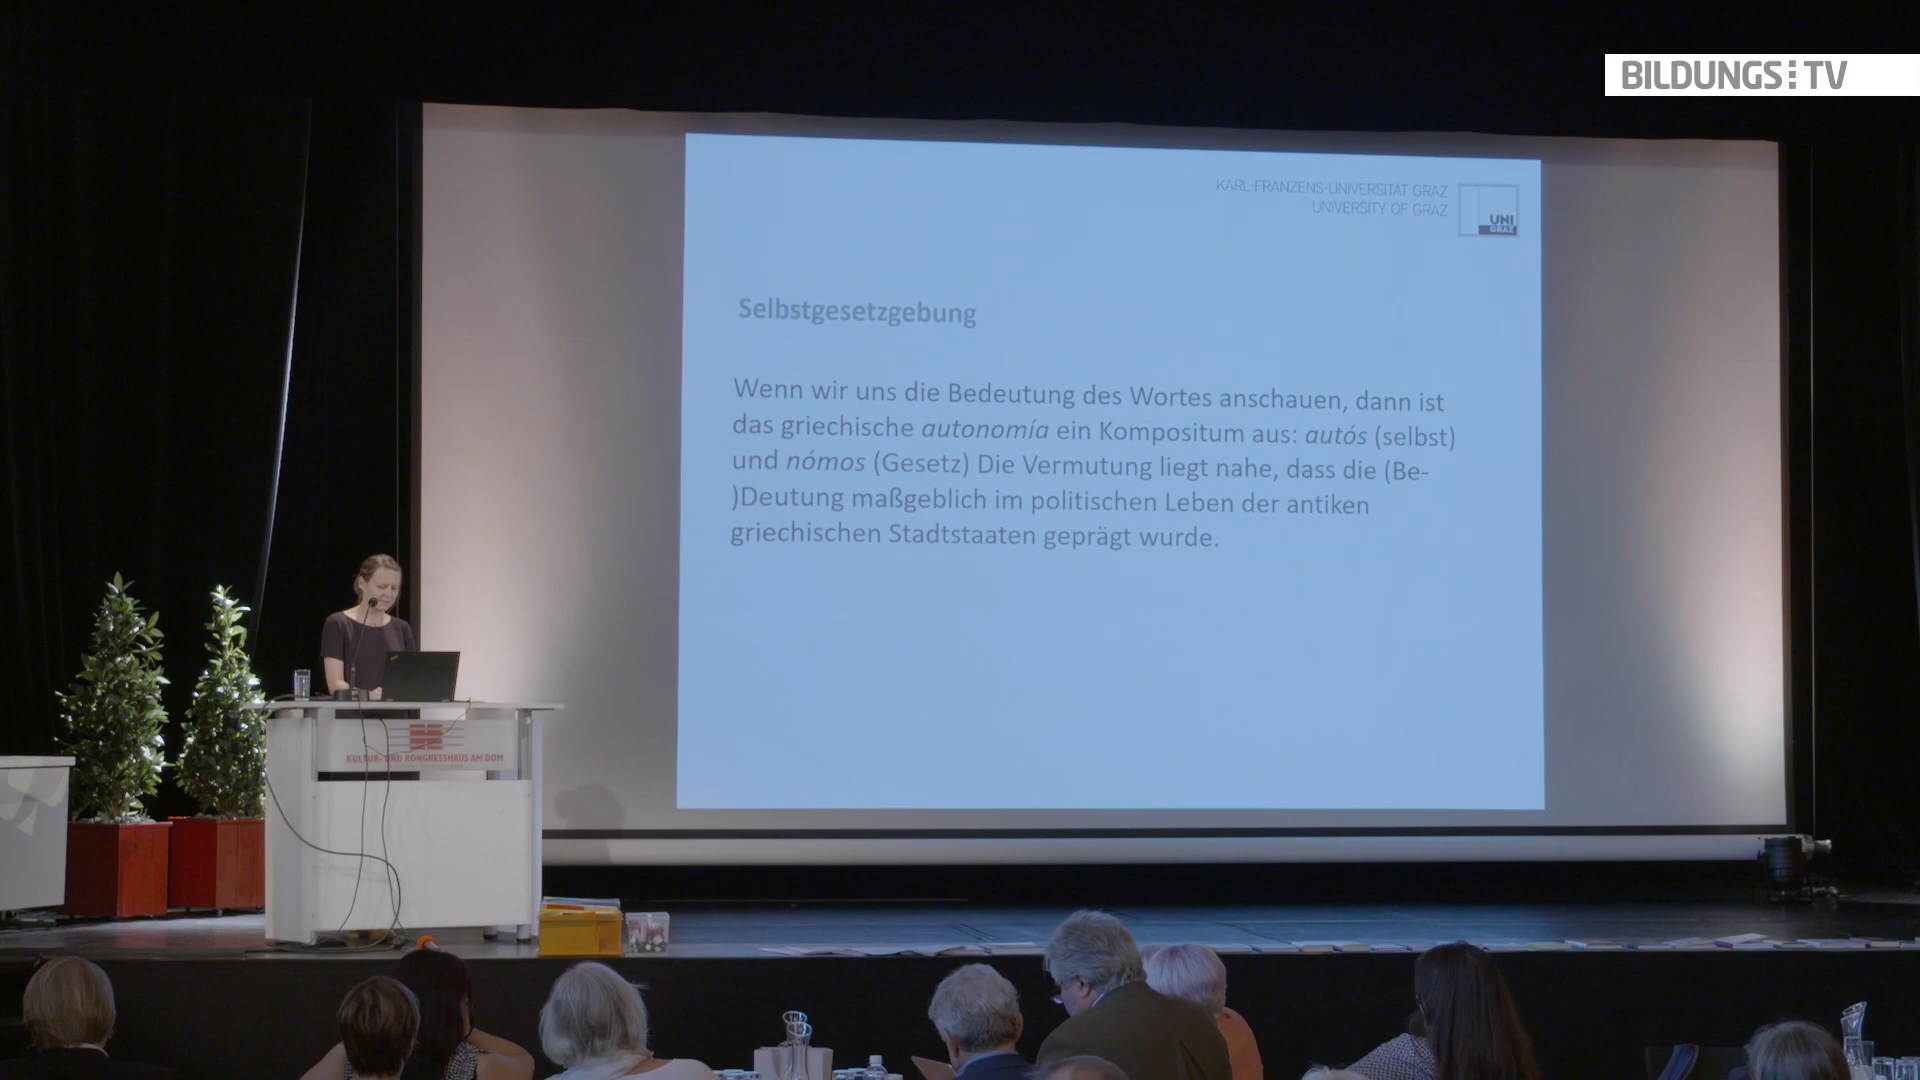 BILDUNGS:TV
KARL-FRANZENS-UNIVERSITÄT GRAZ
UNIVERSITY OF GRAZ
UNI
GRAZ
Selbstgesetzgebung
Wenn wir uns die Bedeutung des Wortes anschauen, dann ist
das griechische autonomía ein Kompositum aus: autós (selbst)
und nómos (Gesetz) Die Vermutung liegt nahe, dass die (Be-
)Deutung maßgeblich im politischen Leben der antiken
griechischen Stadtstaaten geprägt wurde.
KULTUR- UND KONGRESSHAUS AM DOM